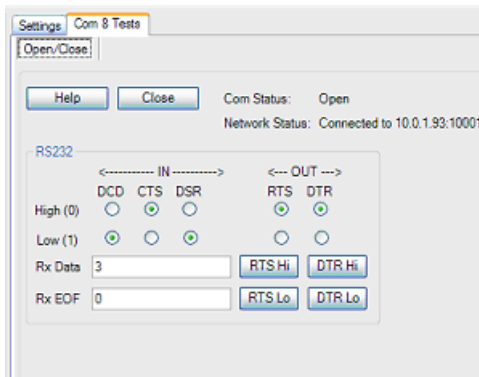 Settings Com 8 Tests
Open/Close
Help Close Com Status: Open
Network Status: Connected to 10.0.1.93:10001
RS232
<----------- IN ----------> <--- OUT --->
DCD CTS DSR RTS DTR
High (0)
Low (1)
Rx Data 3 RTS Hi DTR Hi
Rx EOF 0 RTS Lo DTR Lo